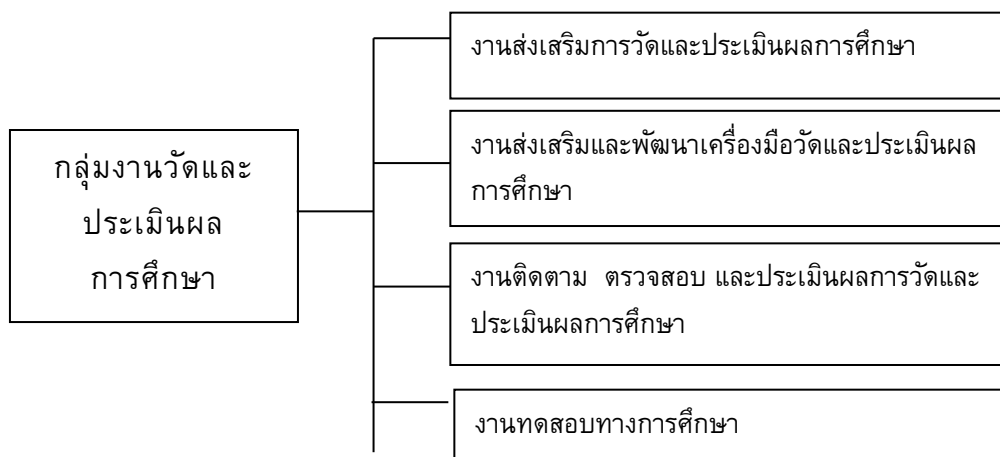 กลุ่มงานวัดและ
ประเมินผล
การศึกษา
งานส่งเสริมการวัดและประเมินผลการศึกษา
งานส่งเสริมและพัฒนาเครื่องมือวัดและประเมินผล
การศึกษา
งานติดตาม ตรวจสอบ และประเมินผลการวัดและ
ประเมินผลการศึกษา
งานทดสอบทางการศึกษา